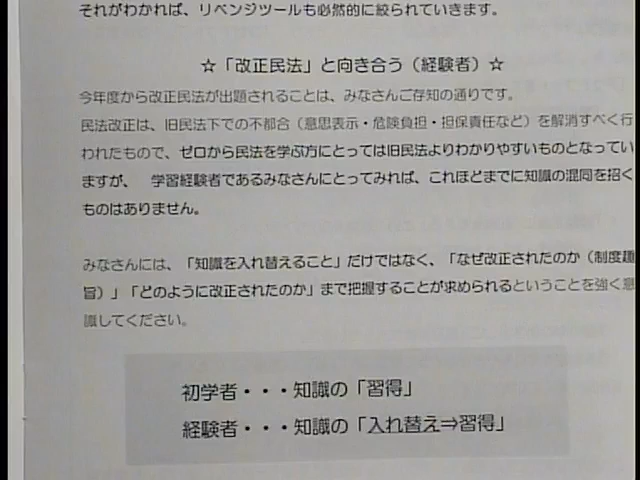 それがわかれば、リベンジツールも必然的に絞られていきます。
☆「改正民法」と向き合う（経験者）☆
今年度から改正民法が出題されることは、みなさんご存知の通りです。
民法改正は、旧民法下での不都合（意思表示・危険負担・担保責任など）を解消すべく行
われたもので、ゼロから民法を学ぶ方にとっては旧民法よりわかりやすいものとなってい
ますが、　学習経験者であるみなさんにとってみれば、これほどまでに知識の混同を招く
ものはありません。
みなさんには、「知識を入れ替えること」だけではなく、「なぜ改正されたのか（制度趣
旨）」「どのように改正されたのか」まで把握することが求められるということを強く意
識してください。
初学者・・・知識の「習得」
経験者・・・知識の「入れ替え⇒習得」